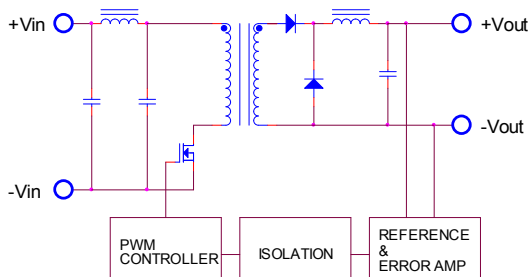 +Vin
+Vout
-Vout
-Vin
PWM
CONTROLLER
ISOLATION
REFERENCE
&
ERROR AMP